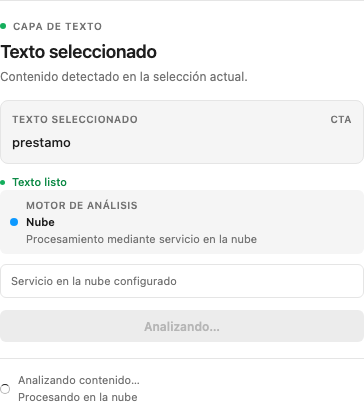 CAPA DE TEXTO
Texto seleccionado
Contenido detectado en la selección actual.
TEXTO SELECCIONADO CTA
prestamo
Texto listo
MOTOR DE ANÁLISIS
Nube
Procesamiento mediante servicio en la nube
Servicio en la nube configurado
Analizando...
Analizando contenido...
Procesando en la nube